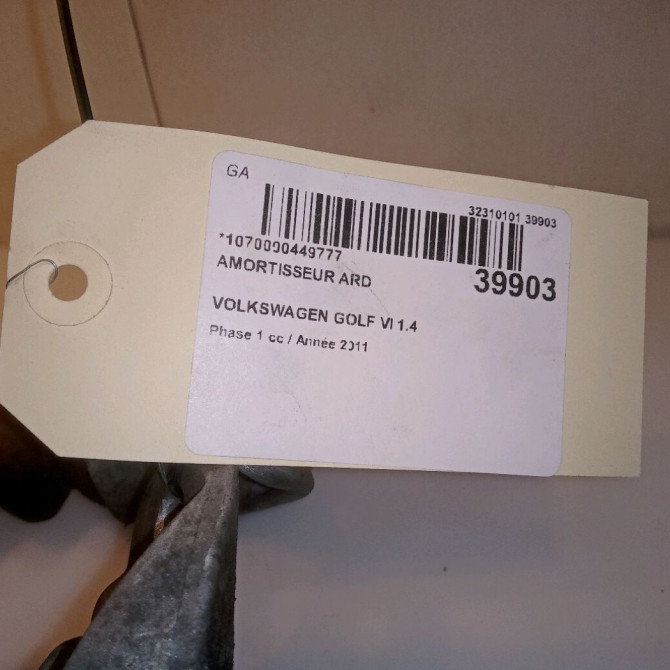 GA
32310101 39903
*1070000449777
39903
AMORTISSEUR ARD
VOLKSWAGEN GOLF VI 1.4
Phase 1 cc / Année 2011